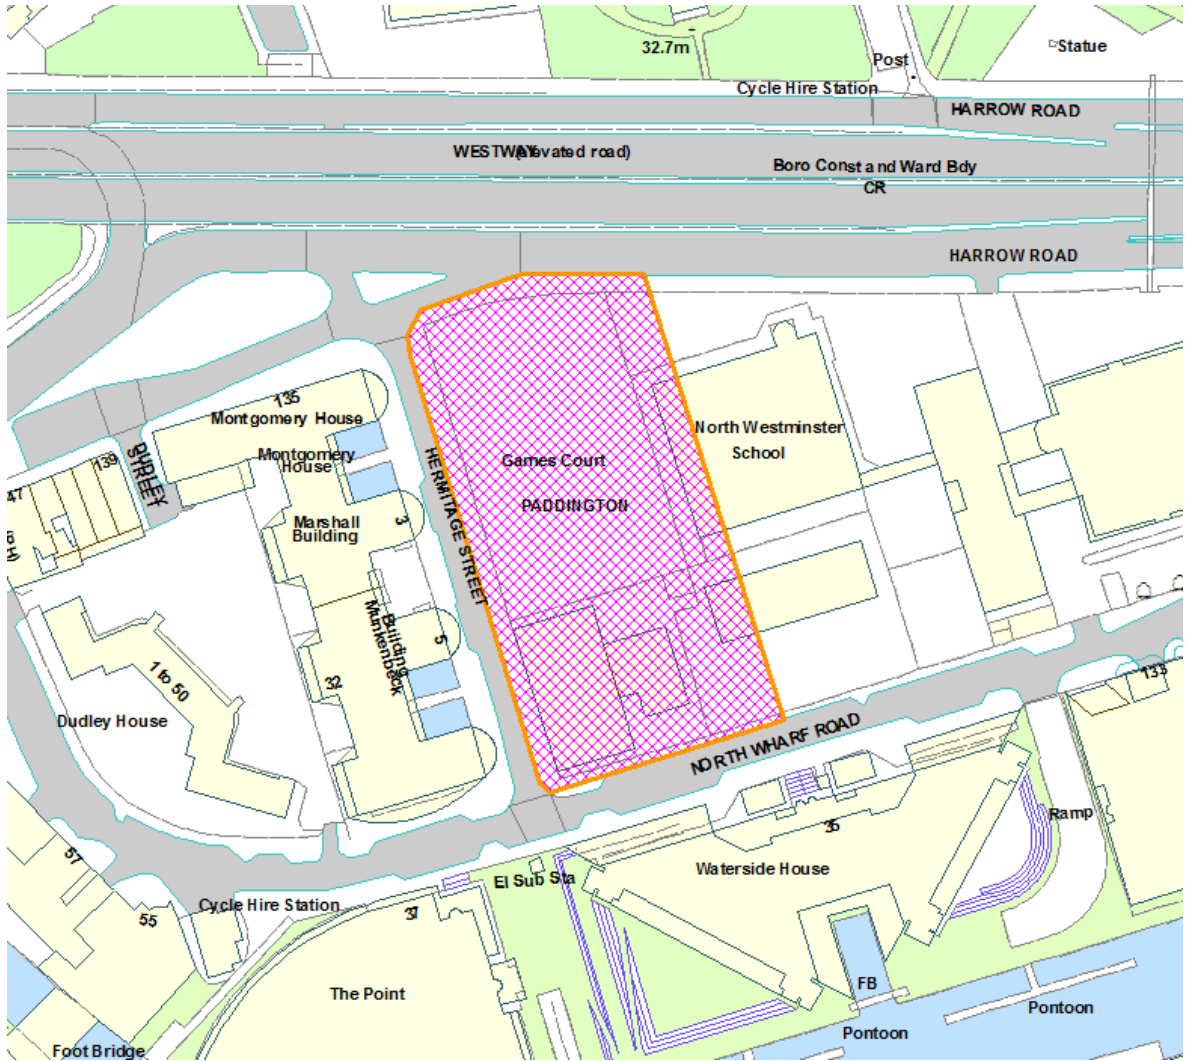 32.7m
Statue
Post
Cycle Hire Station
HARROW ROAD
WESTWAY (elevated road)
Boro Const and Ward Bdy
CR
HARROW ROAD
135
Montgomery House
Montgomery
House
North Westminster
School
Games Court
PADDINGTON
HERMITAGE STREET
DUDLEY
STREET
139
47
Marshall
Building
3
Munkenbeck
Building
5
32
1 to 50
Dudley House
NORTH WHARF ROAD
133
35
Ramp
Waterside House
El Sub Sta
57
55
Cycle Hire Station
37
The Point
FB
Pontoon
Pontoon
Foot Bridge